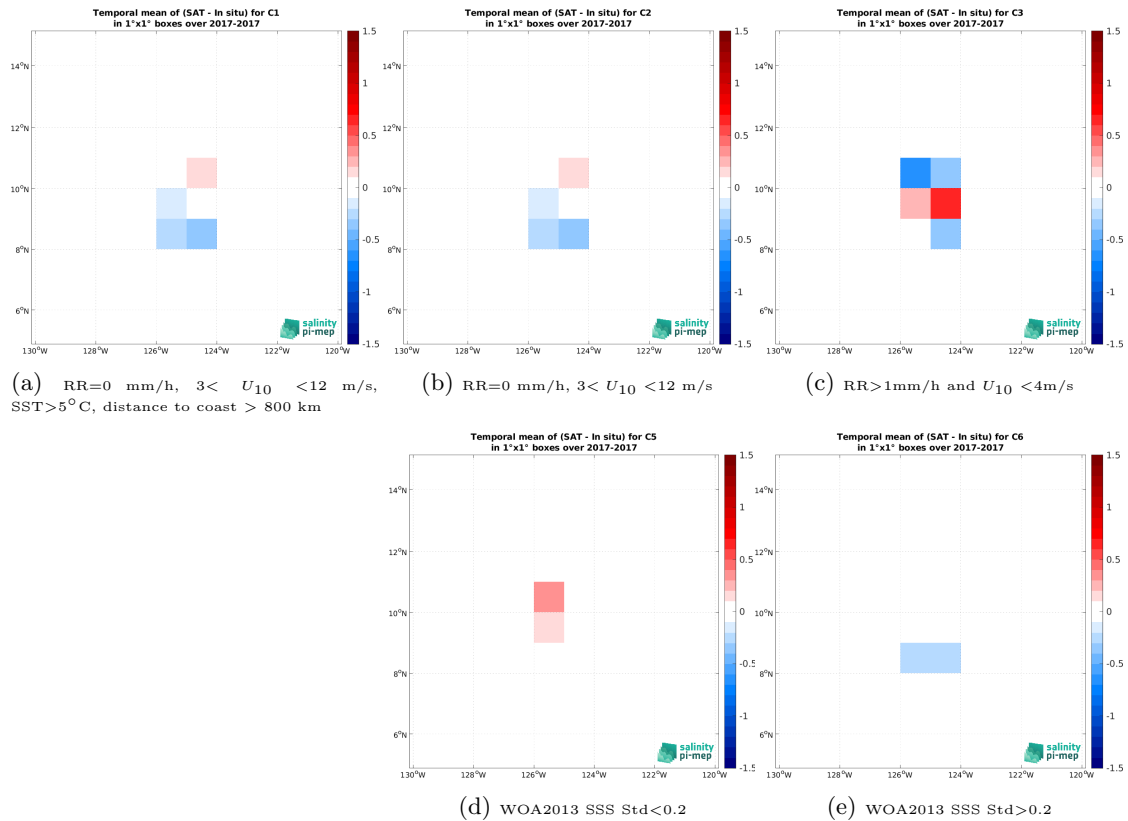 Temporal mean of (SAT - In situ) for C1
in 1°x1° boxes over 2017-2017
14°N
12°N
10°N
8°N
6°N
130°W 128°W 126°W 124°W 122°W 120°W
1.5
1
0.5
0
-0.5
-1
-1.5
salinity
pi-mep
(a) RR=0 mm/h, 3< U10 <12 m/s,
SST>5°C, distance to coast > 800 km
Temporal mean of (SAT - In situ) for C2
in 1°x1° boxes over 2017-2017
14°N
12°N
10°N
8°N
6°N
130°W 128°W 126°W 124°W 122°W 120°W
1.5
1
0.5
0
-0.5
-1
-1.5
salinity
pi-mep
(b) RR=0 mm/h, 3< U10 <12 m/s
Temporal mean of (SAT - In situ) for C3
in 1°x1° boxes over 2017-2017
14°N
12°N
10°N
8°N
6°N
130°W 128°W 126°W 124°W 122°W 120°W
1.5
1
0.5
0
-0.5
-1
-1.5
salinity
pi-mep
(c) RR>1mm/h and U10 <4m/s
Temporal mean of (SAT - In situ) for C5
in 1°x1° boxes over 2017-2017
14°N
12°N
10°N
8°N
6°N
130°W 128°W 126°W 124°W 122°W 120°W
1.5
1
0.5
0
-0.5
-1
-1.5
salinity
pi-mep
(d) WOA2013 SSS Std<0.2
Temporal mean of (SAT - In situ) for C6
in 1°x1° boxes over 2017-2017
14°N
12°N
10°N
8°N
6°N
130°W 128°W 126°W 124°W 122°W 120°W
1.5
1
0.5
0
-0.5
-1
-1.5
salinity
pi-mep
(e) WOA2013 SSS Std>0.2